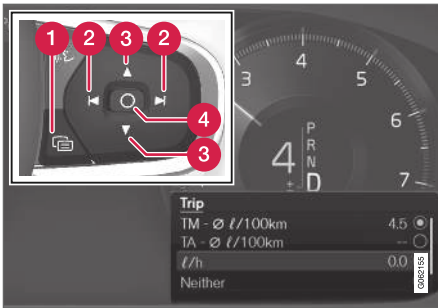 1
2
3
2
4
3
3
4
5
6
7
4
P
R
N
±
D
Trip
TM - Ø ℓ/100km 4.5
TA - Ø ℓ/100km --
ℓ/h 0.0
Neither
G062155